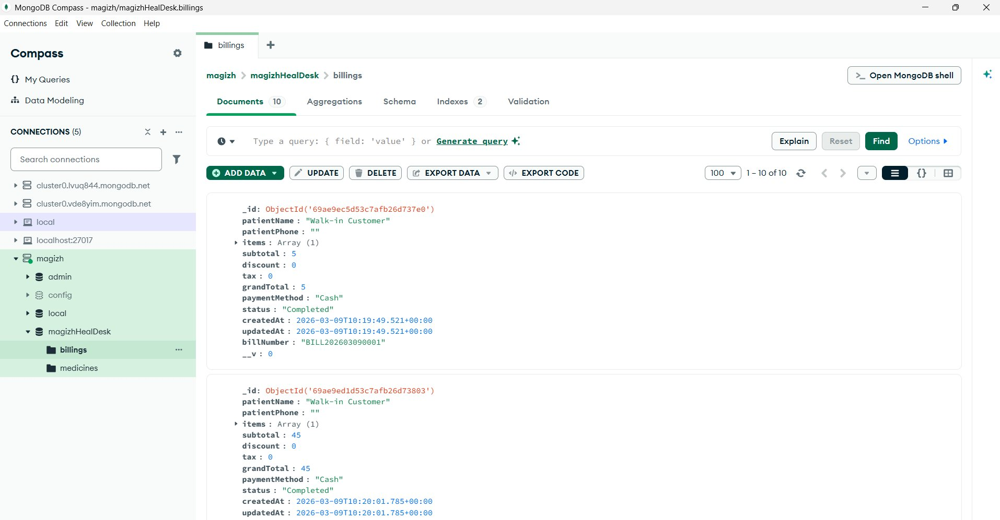 MongoDB Compass - magizh/magizhHealDesk.billings
Connections Edit View Collection Help
Compass
My Queries
Data Modeling
CONNECTIONS (5)
Search connections
cluster0.lvuq844.mongodb.net
cluster0.vde8yim.mongodb.net
local
localhost:27017
magizh
admin
config
local
magizhHealDesk
billings
medicines
billings
magizh > magizhHealDesk > billings
>_ Open MongoDB shell
Documents 10 Aggregations Schema Indexes 2 Validation
Type a query: { field: 'value' } or Generate query
Explain Reset Find Options
ADD DATA UPDATE DELETE EXPORT DATA EXPORT CODE
100 1 – 10 of 10
_id: ObjectId('69ae9ec5d53c7afb26d737e0')
patientName : "Walk-in Customer"
patientPhone : ""
items : Array (1)
subtotal : 5
discount : 0
tax : 0
grandTotal : 5
paymentMethod : "Cash"
status : "Completed"
createdAt : 2026-03-09T10:19:49.521+00:00
updatedAt : 2026-03-09T10:19:49.521+00:00
billNumber : "BILL202603090001"
__v : 0
_id: ObjectId('69ae9ed1d53c7afb26d73803')
patientName : "Walk-in Customer"
patientPhone : ""
items : Array (1)
subtotal : 45
discount : 0
tax : 0
grandTotal : 45
paymentMethod : "Cash"
status : "Completed"
createdAt : 2026-03-09T10:20:01.785+00:00
updatedAt : 2026-03-09T10:20:01.785+00:00